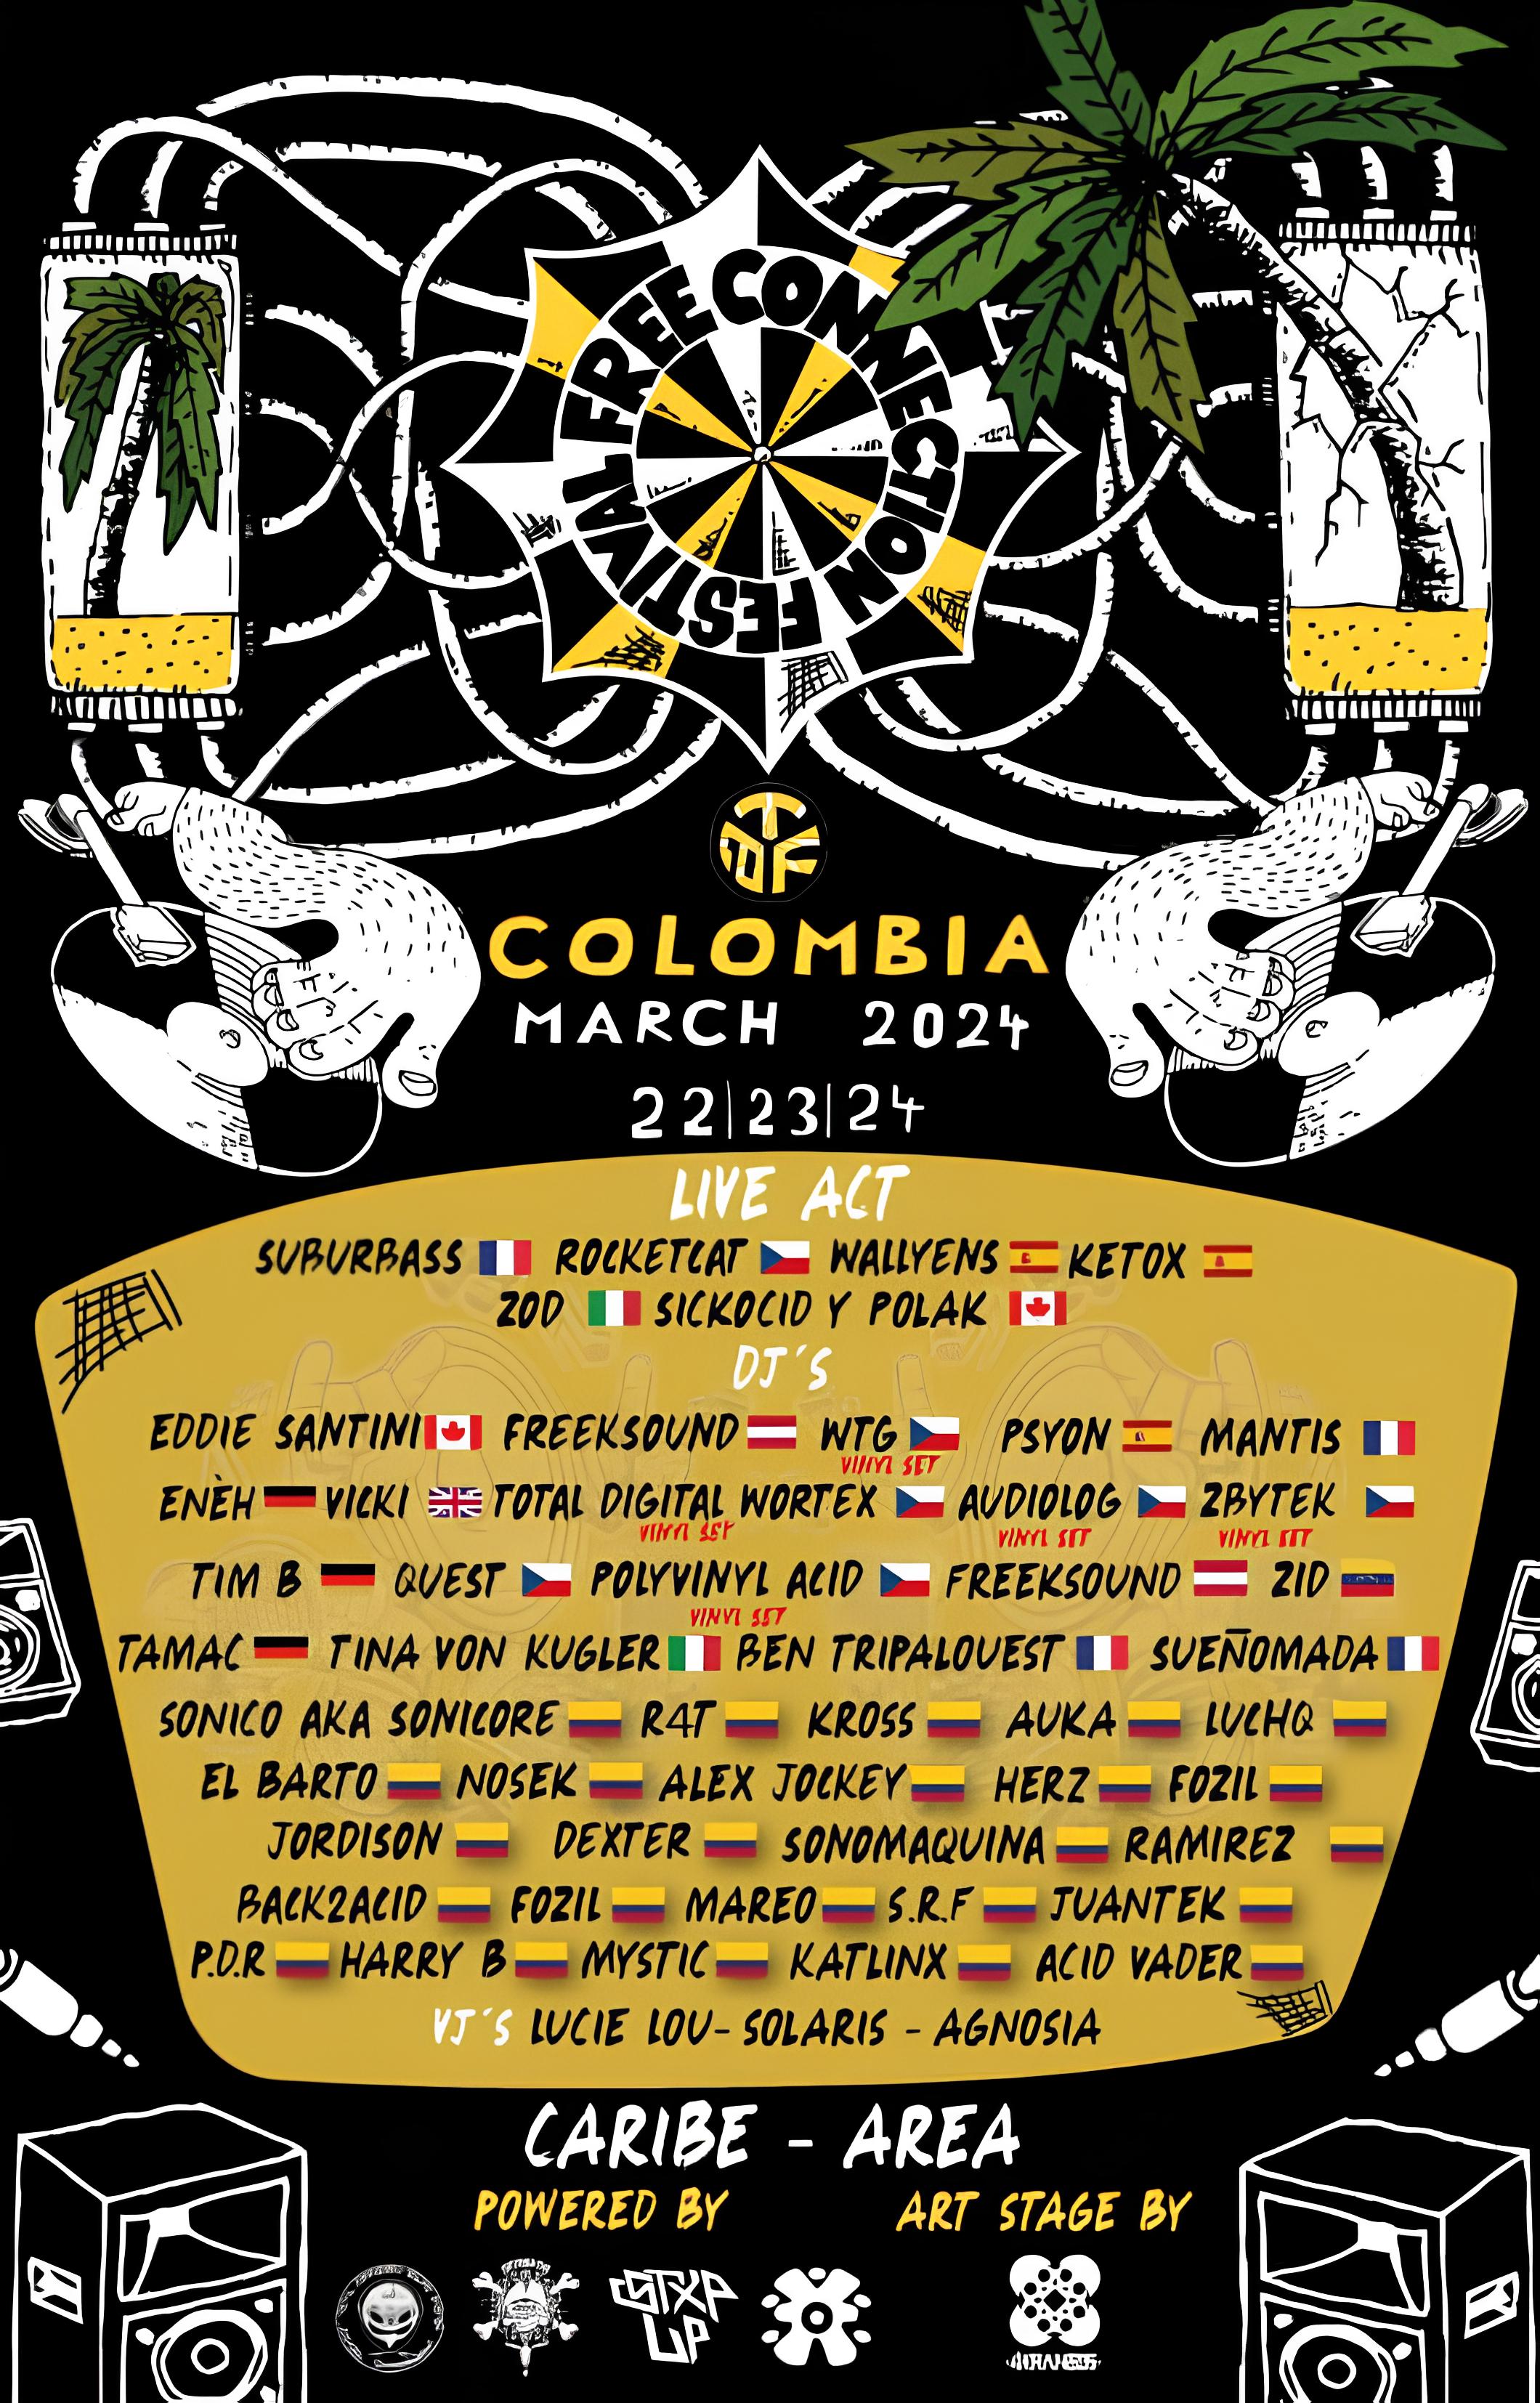 FREE CONNECTION FESTIVAL
COLOMBIA
MARCH 2024
22|23|24
LIVE ACT
SUBURBASS ROCKETCAT WALLYENS KETOX
ZOD SICKOCID Y POLAK
DJ´S
EDDIE SANTINI FREEKSOUND WTG PSYON MANTIS
VINYL SET
ENÈH VICKI TOTAL DIGITAL WORTEX AUDIOLOG ZBYTEK
VINYL SET VINYL SET VINYL SET
TIM B QUEST POLYVINYL ACID FREEKSOUND ZID
VINYL SET
TAMAC TINA VON KUGLER BEN TRIPALOUEST SUEÑOMADA
SONICO AKA SONICORE R4T KROSS AUKA LUCHO
EL BARTO NOSEK ALEX JOCKEY HERZ FOZIL
JORDISON DEXTER SONOMAQUINA RAMIREZ
BACK2ACID FOZIL MAREO S.R.F JUANTEK
P.D.R HARRY B MYSTIC KATLINX ACID VADER
VJ´S LUCIE LOU- SOLARIS - AGNOSIA
CARIBE - AREA
POWERED BY ART STAGE BY